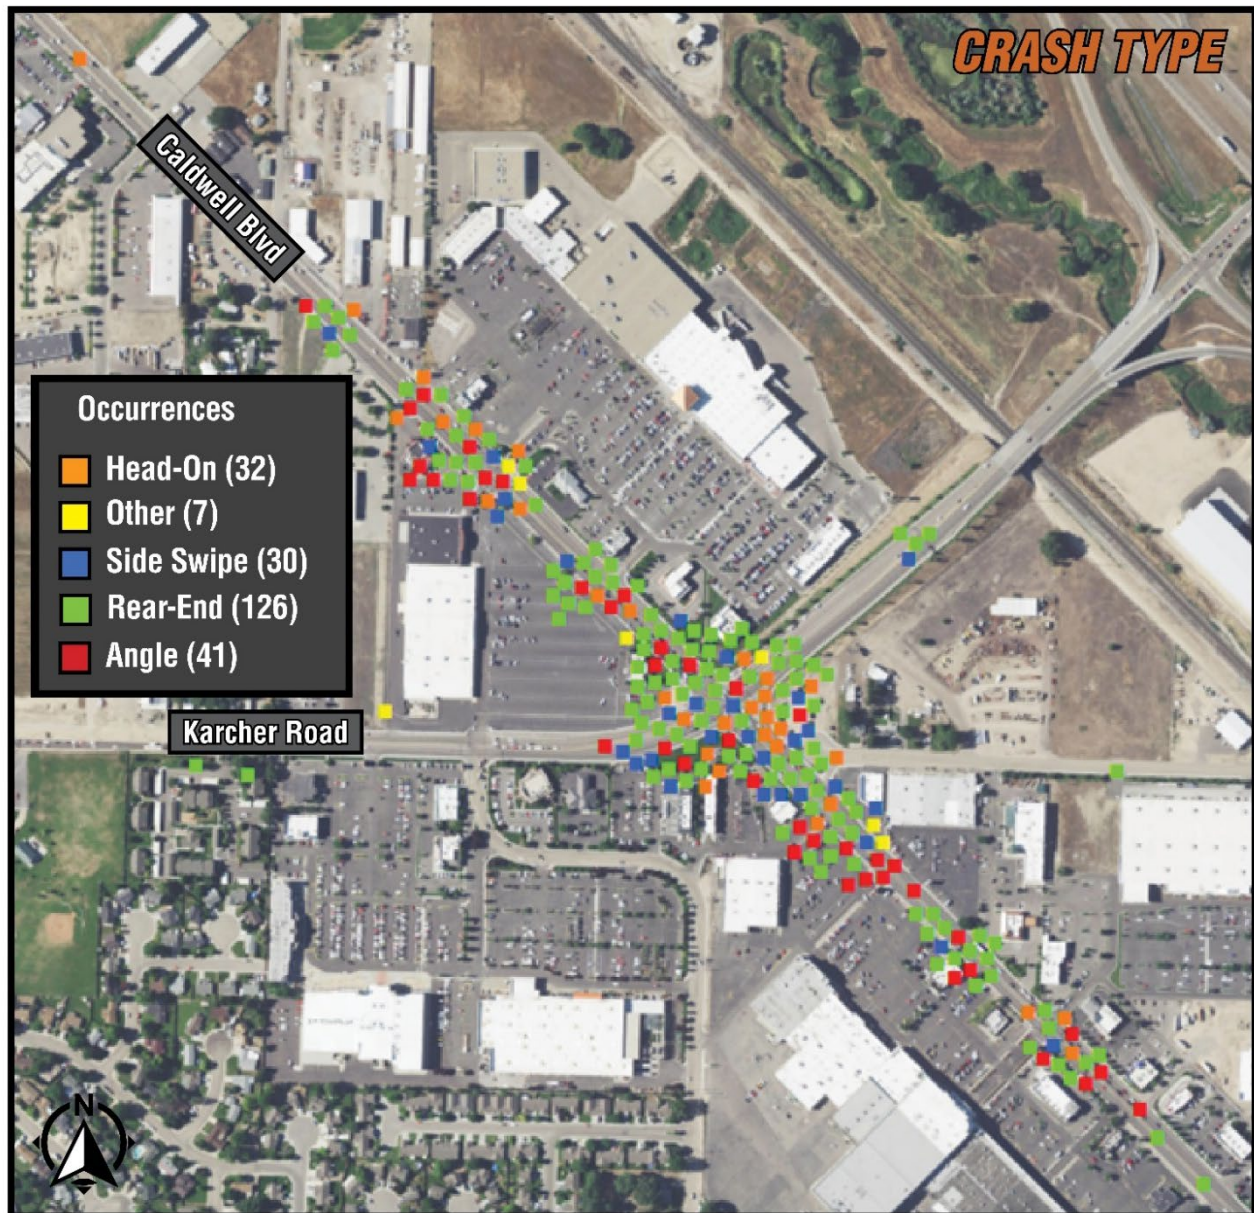 CRASH TYPE
Caldwell Blvd
Occurrences
Head-On (32)
Other (7)
Side Swipe (30)
Rear-End (126)
Angle (41)
Karcher Road
N